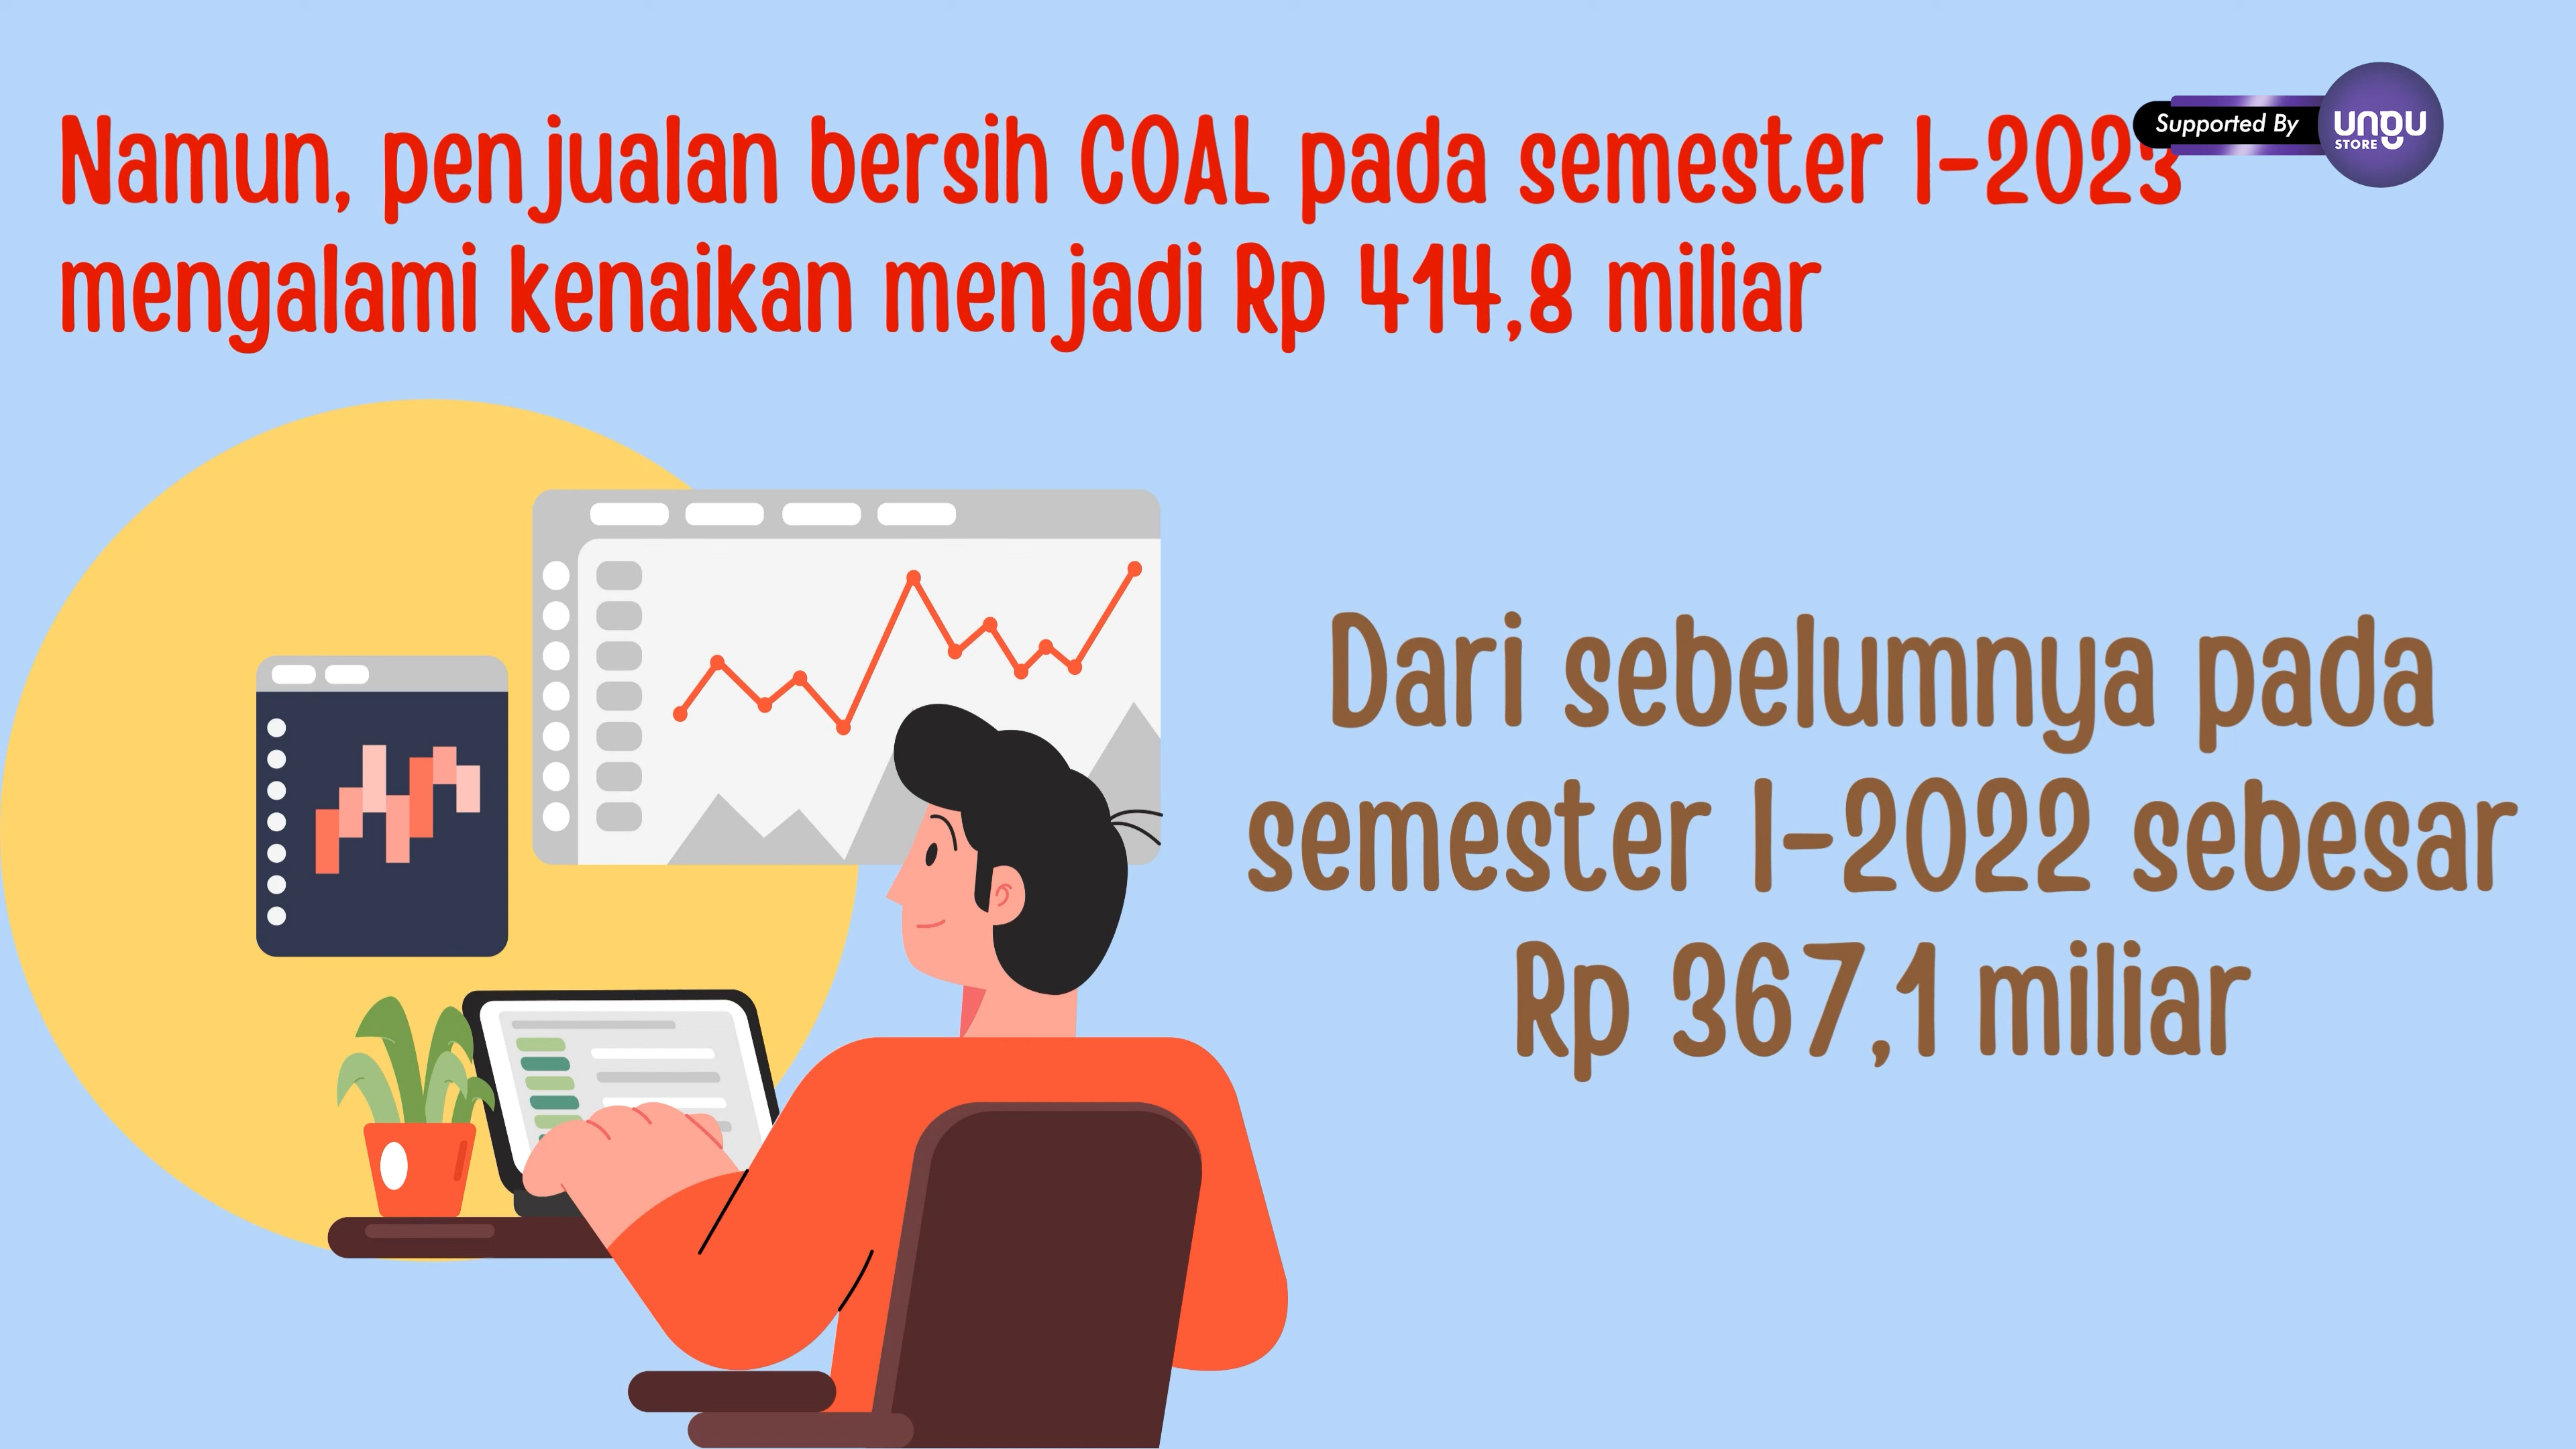 Namun, penjualan bersih COAL pada semester I-2023
mengalami kenaikan menjadi Rp 414,8 miliar
Supported By
ungu
STORE
Dari sebelumnya pada
semester I-2022 sebesar
Rp 367,1 miliar